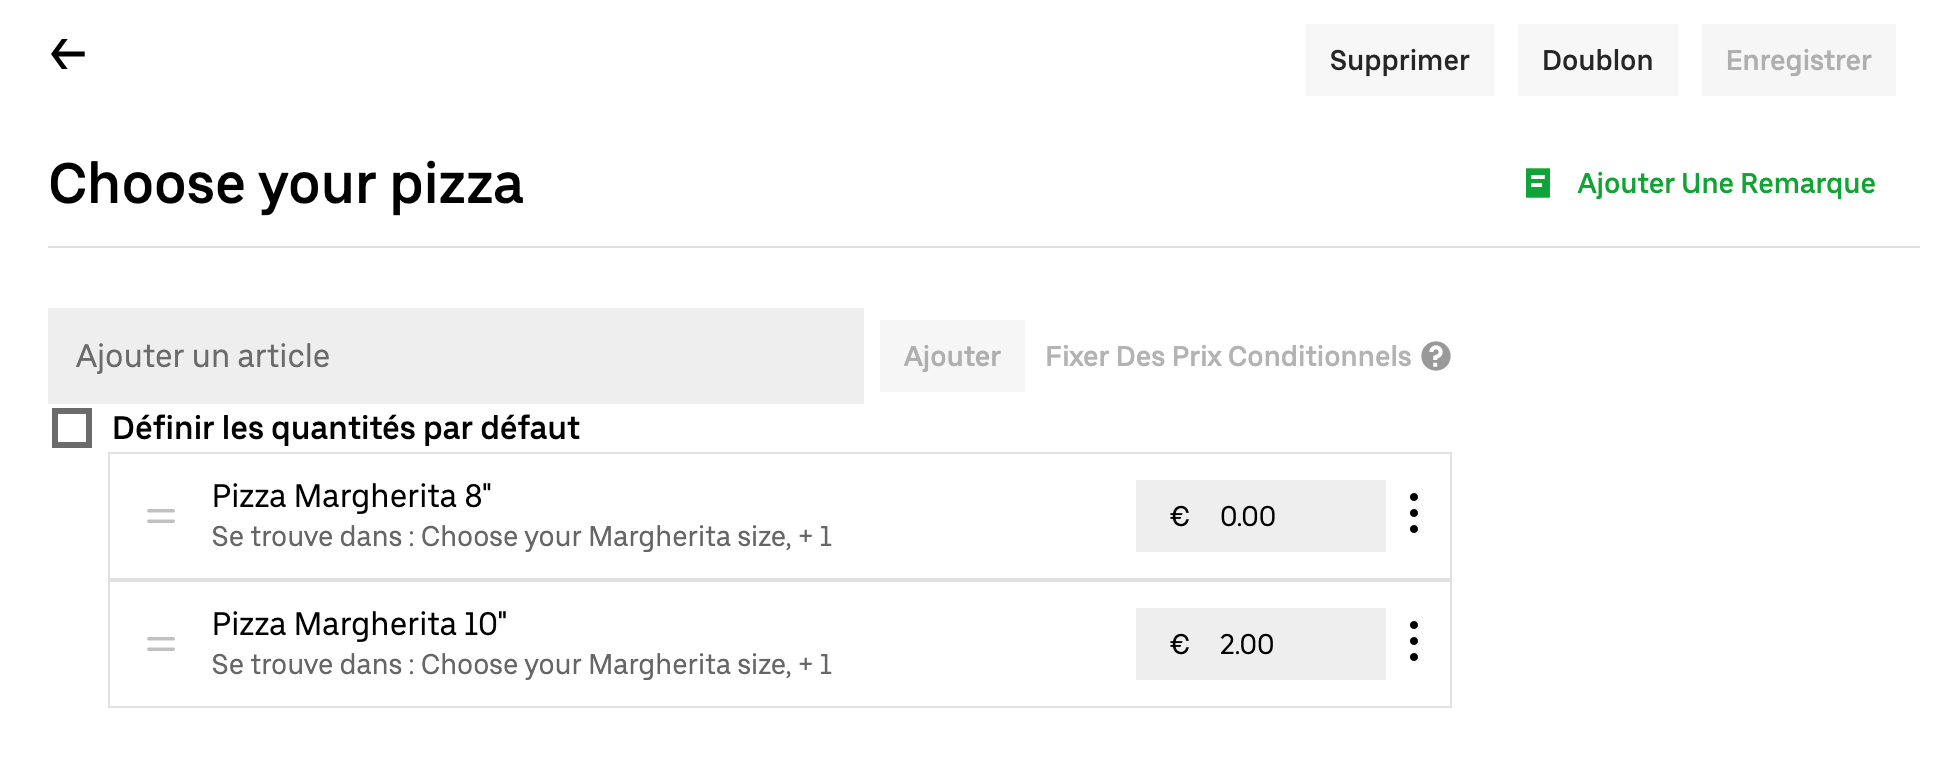 Supprimer
Doublon
Enregistrer
Choose your pizza
Ajouter Une Remarque
Ajouter un article
Ajouter
Fixer Des Prix Conditionnels ?
Définir les quantités par défaut
Pizza Margherita 8"
Se trouve dans : Choose your Margherita size, + 1
€ 0.00
Pizza Margherita 10"
Se trouve dans : Choose your Margherita size, + 1
€ 2.00